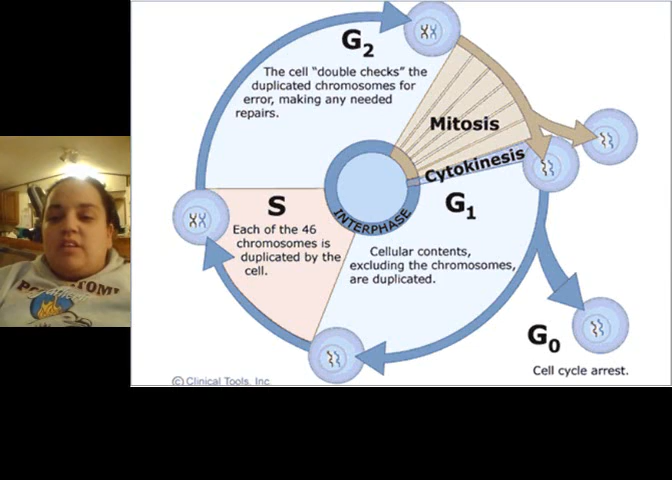 G2
The cell “double checks” the
duplicated chromosomes for
error, making any needed
repairs.
Mitosis
Cytokinesis
S
Each of the 46
chromosomes is
duplicated by the
cell.
INTERPHASE
G1
Cellular contents,
excluding the chromosomes,
are duplicated.
G0
Cell cycle arrest.
© Clinical Tools, Inc.